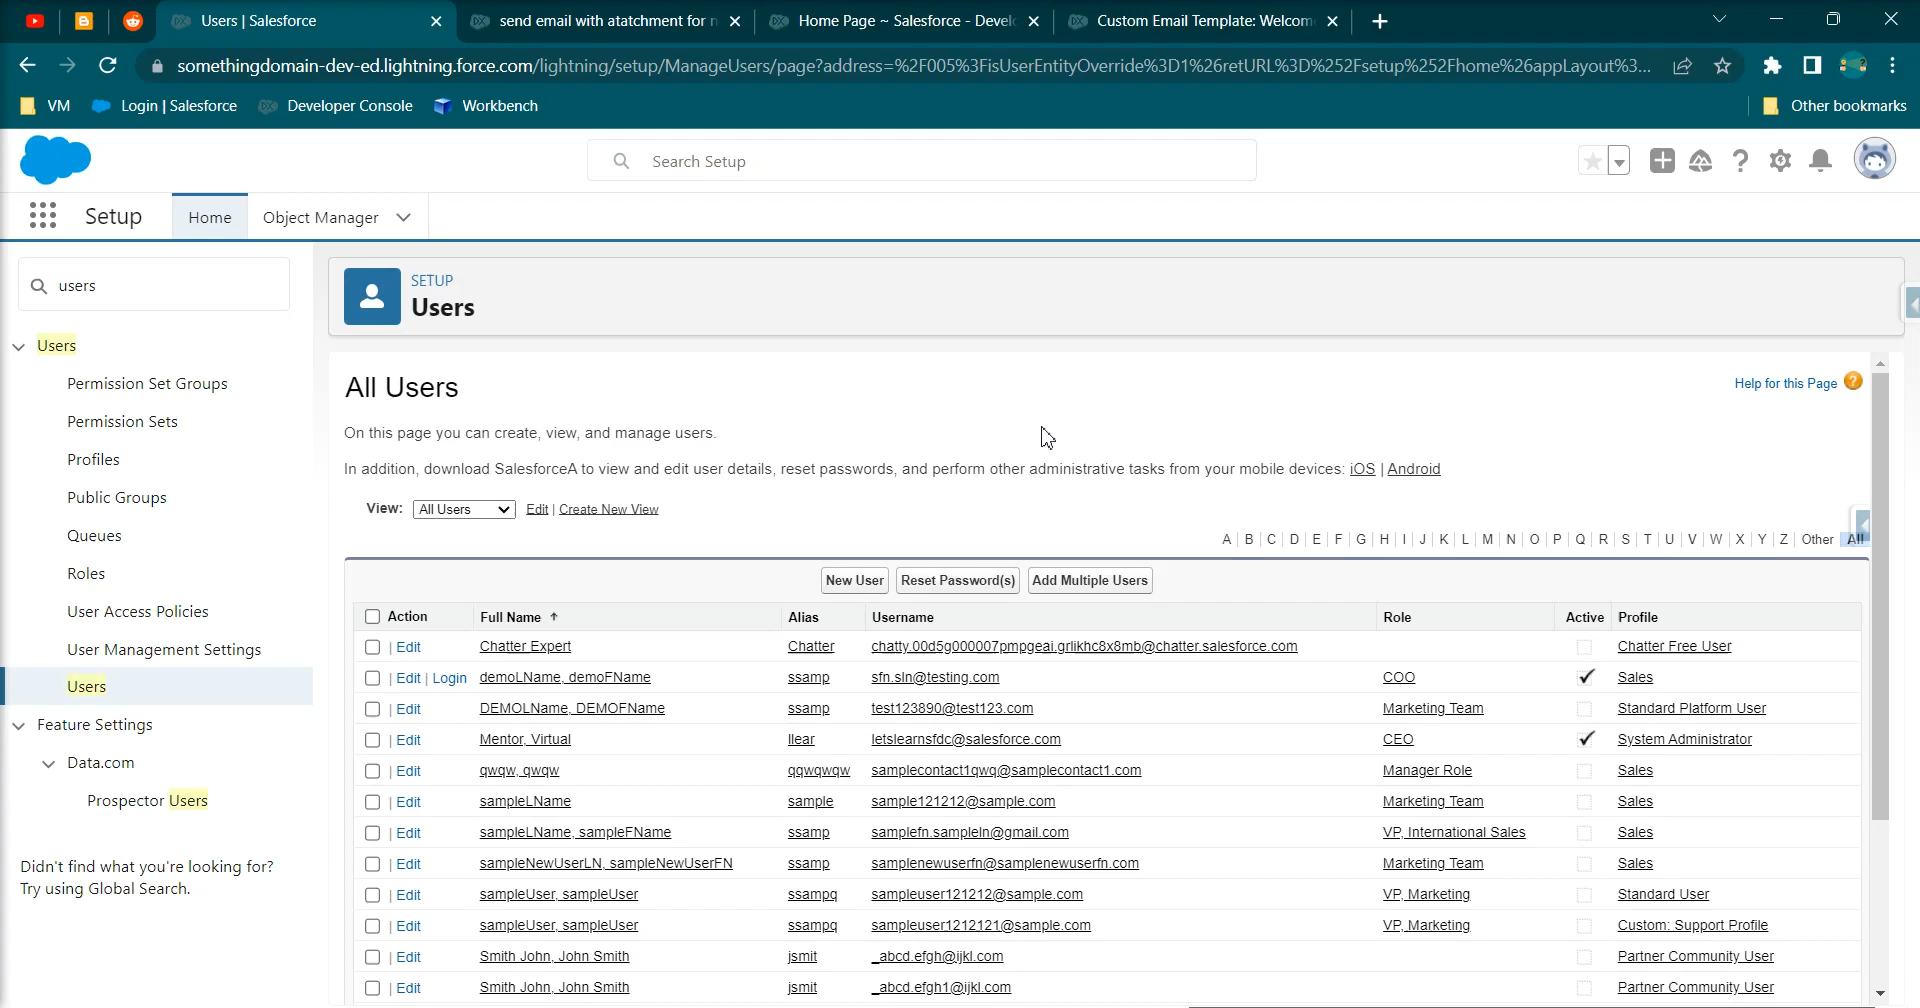 Users | Salesforce
send email with atatchment for n
Home Page ~ Salesforce - Devel
Custom Email Template: Welcom
somethingdomain-dev-ed.lightning.force.com/lightning/setup/ManageUsers/page?address=%2F005%3FisUserEntityOverride%3D1%26retURL%3D%252Fsetup%252Fhome%26appLayout%3...
VM
Login | Salesforce
Developer Console
Workbench
Other bookmarks
Search Setup
Setup
Home
Object Manager
users
Users
Permission Set Groups
Permission Sets
Profiles
Public Groups
Queues
Roles
User Access Policies
User Management Settings
Users
Feature Settings
Data.com
Prospector Users
Didn't find what you're looking for?
Try using Global Search.
SETUP
Users
All Users
Help for this Page
On this page you can create, view, and manage users.
In addition, download SalesforceA to view and edit user details, reset passwords, and perform other administrative tasks from your mobile devices: iOS | Android
View: All Users Edit | Create New View
A | B | C | D | E | F | G | H | I | J | K | L | M | N | O | P | Q | R | S | T | U | V | W | X | Y | Z | Other | All
New User Reset Password(s) Add Multiple Users
Action Full Name Alias Username Role Active Profile
| Edit Chatter Expert Chatter chatty.00d5g000007pmpgeai.grlikhc8x8mb@chatter.salesforce.com Chatter Free User
| Edit | Login demoLName, demoFName ssamp sfn.sln@testing.com COO Sales
| Edit DEMOLName, DEMOFName ssamp test123890@test123.com Marketing Team Standard Platform User
| Edit Mentor, Virtual llear letslearnsfdc@salesforce.com CEO System Administrator
| Edit qwqw, qwqw qqwqwqw samplecontact1qwq@samplecontact1.com Manager Role Sales
| Edit sampleLName sample sample121212@sample.com Marketing Team Sales
| Edit sampleLName, sampleFName ssamp samplefn.sampleln@gmail.com VP, International Sales Sales
| Edit sampleNewUserLN, sampleNewUserFN ssamp samplenewuserfn@samplenewuserfn.com Marketing Team Sales
| Edit sampleUser, sampleUser ssampq sampleuser121212@sample.com VP, Marketing Standard User
| Edit sampleUser, sampleUser ssampq sampleuser1212121@sample.com VP, Marketing Custom: Support Profile
| Edit Smith John, John Smith jsmit _abcd.efgh@ijkl.com Partner Community User
| Edit Smith John, John Smith jsmit _abcd.efgh1@ijkl.com Partner Community User